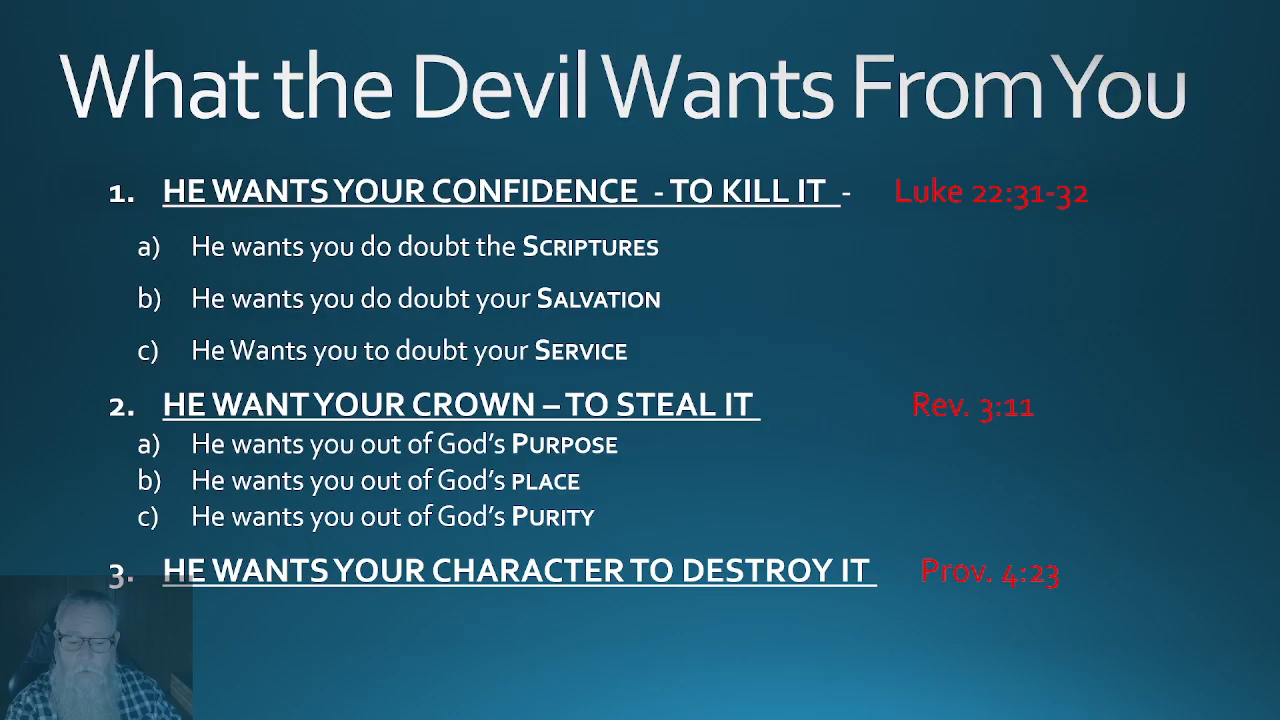 What the Devil Wants From You
1. HE WANTS YOUR CONFIDENCE - TO KILL IT - Luke 22:31-32
a) He wants you do doubt the SCRIPTURES
b) He wants you do doubt your SALVATION
c) He Wants you to doubt your SERVICE
2. HE WANT YOUR CROWN – TO STEAL IT Rev. 3:11
a) He wants you out of God’s PURPOSE
b) He wants you out of God’s PLACE
c) He wants you out of God’s PURITY
3. HE WANTS YOUR CHARACTER TO DESTROY IT Prov. 4:23